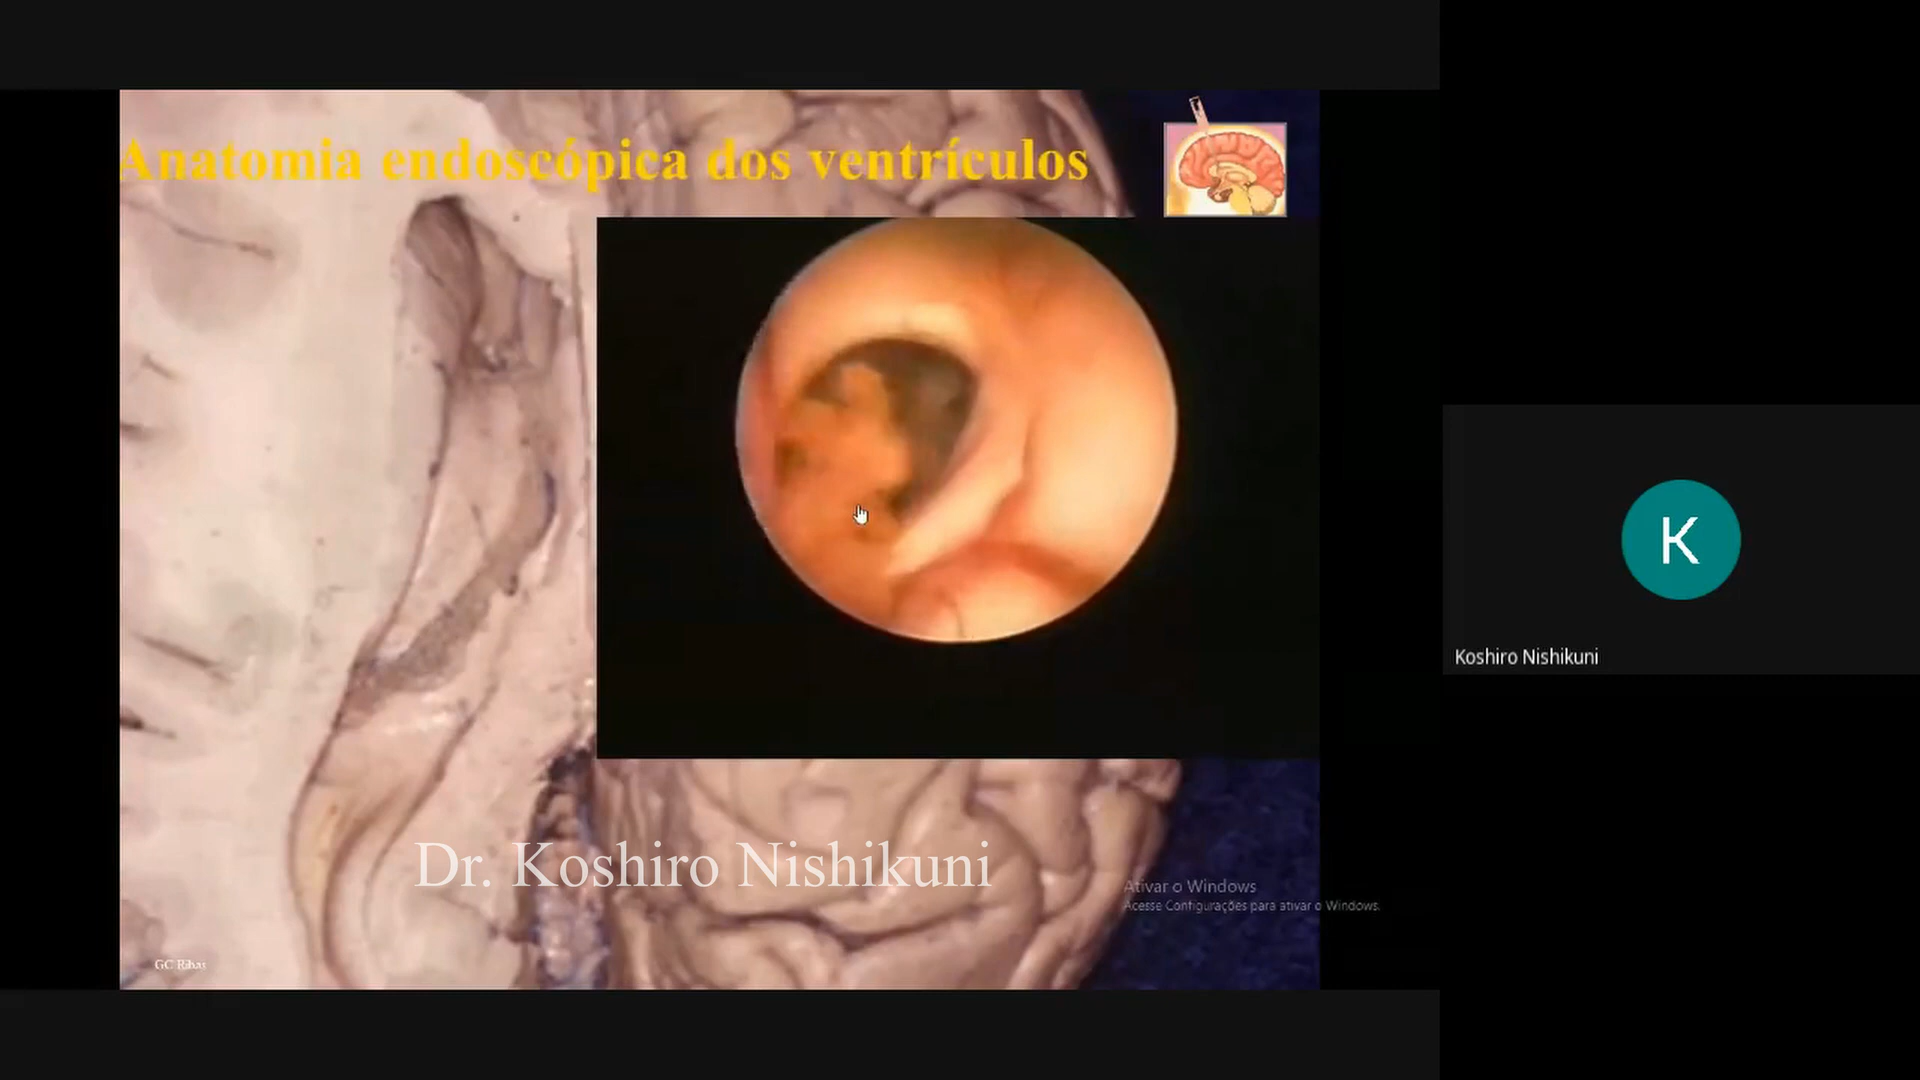 Anatomia endoscópica dos ventrículos
K
Koshiro Nishikuni
Dr. Koshiro Nishikuni
Ativar o Windows
Acesse Configurações para ativar o Windows.
GC Ribas